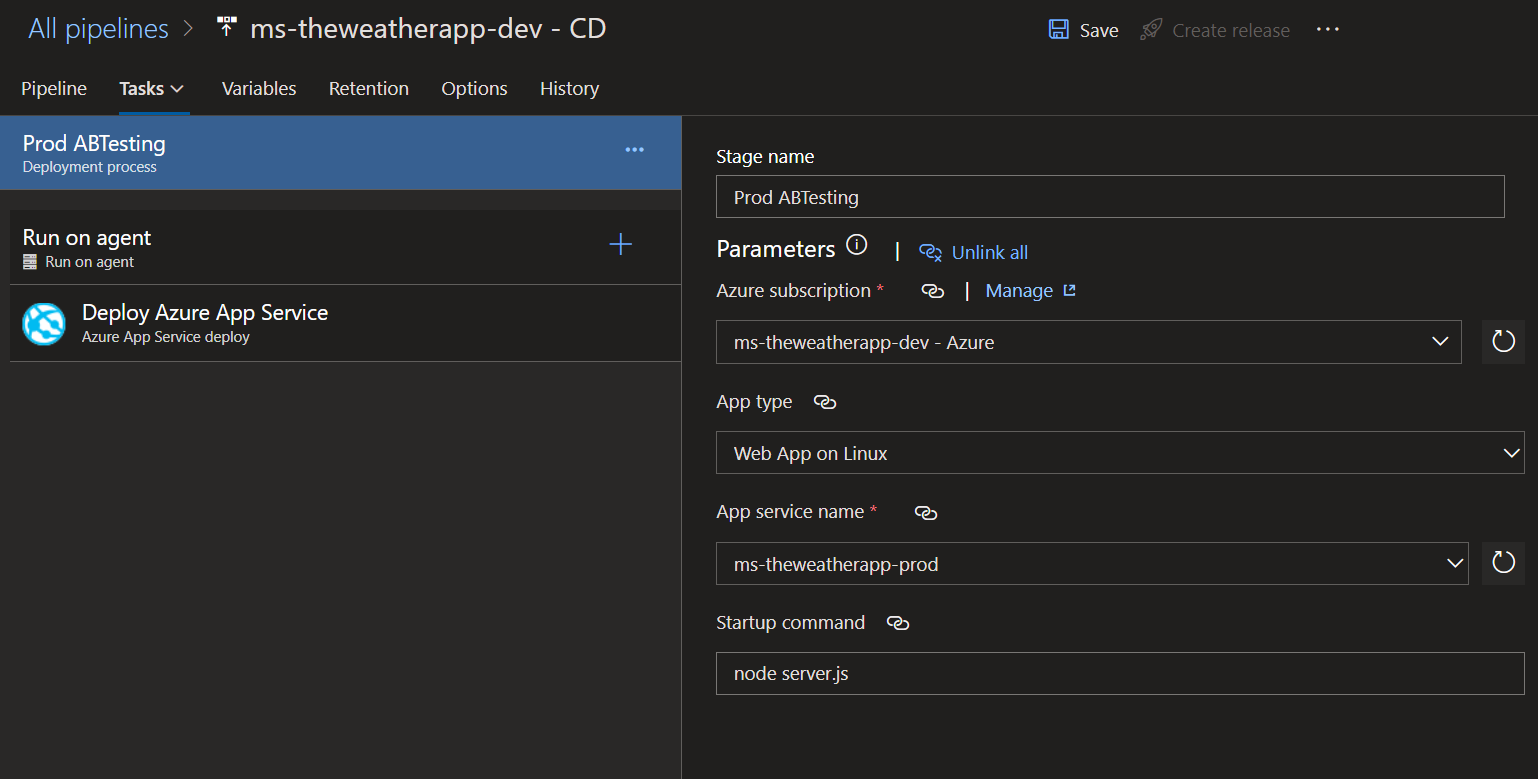 All pipelines > ms-theweatherapp-dev - CD
Save Create release ...
Pipeline Tasks Variables Retention Options History
Prod ABTesting
Deployment process
Run on agent
Run on agent
Deploy Azure App Service
Azure App Service deploy
Stage name
Prod ABTesting
Parameters | Unlink all
Azure subscription * | Manage
ms-theweatherapp-dev - Azure
App type
Web App on Linux
App service name *
ms-theweatherapp-prod
Startup command
node server.js